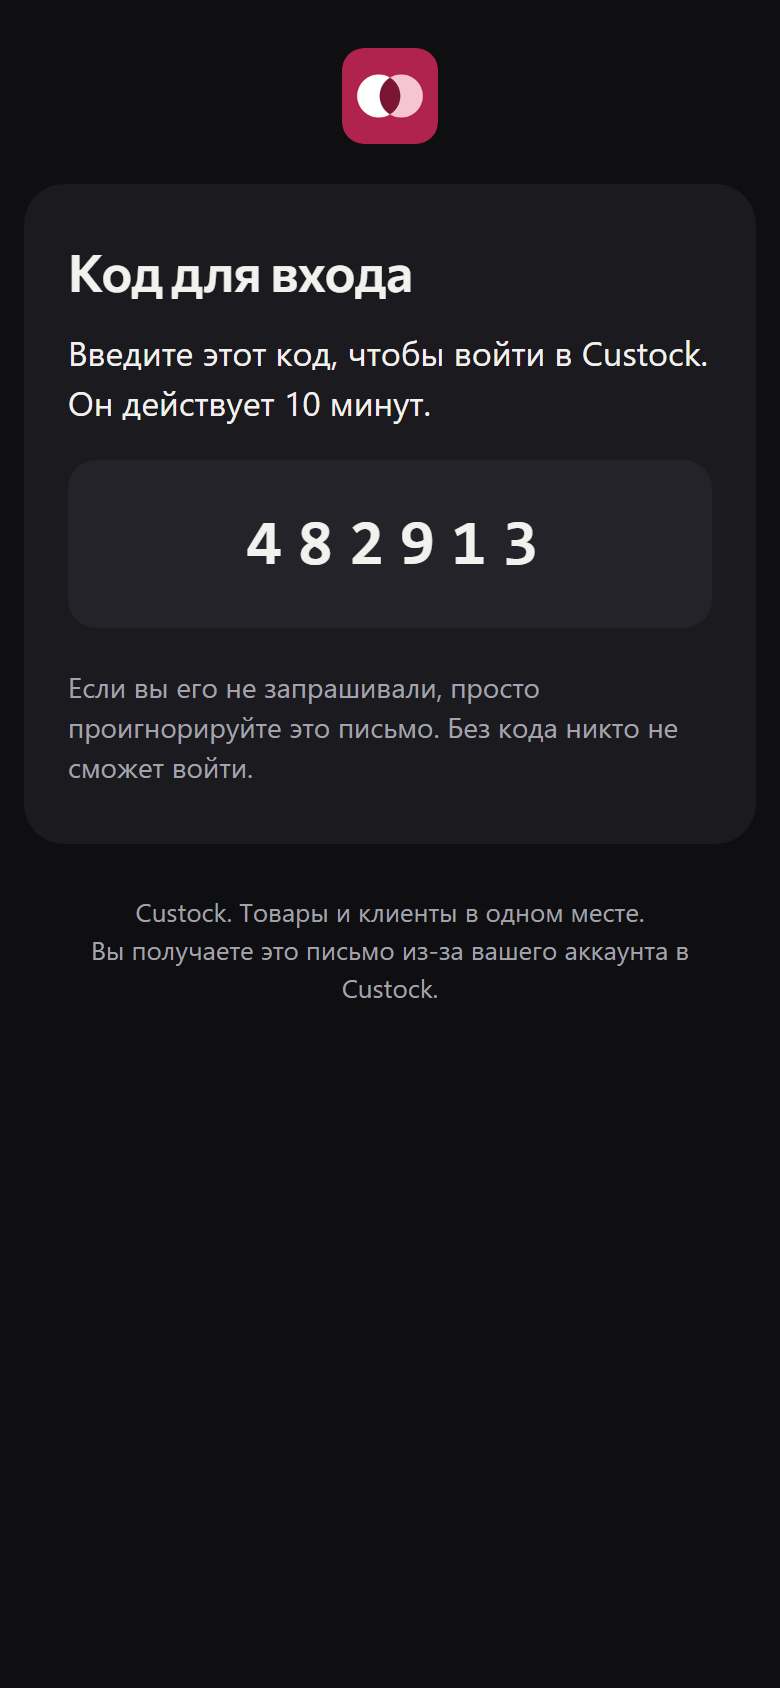 Код для входа
Введите этот код, чтобы войти в Custock.
Он действует 10 минут.
4 8 2 9 1 3
Если вы его не запрашивали, просто
проигнорируйте это письмо. Без кода никто не
сможет войти.
Custock. Товары и клиенты в одном месте.
Вы получаете это письмо из-за вашего аккаунта в
Custock.